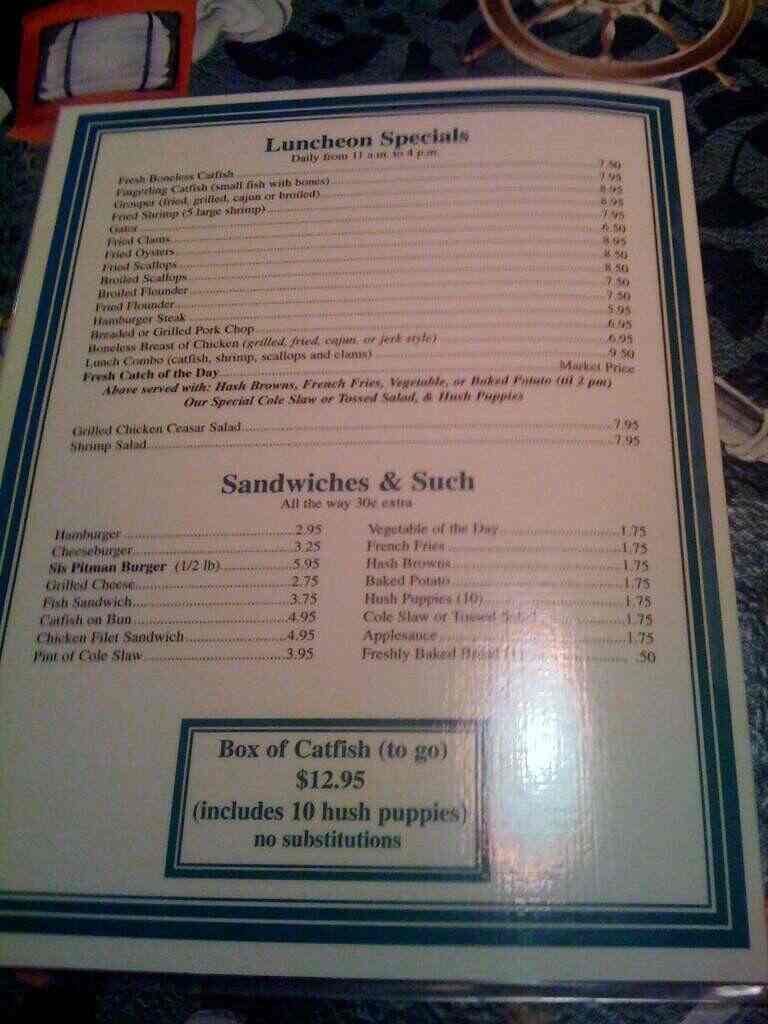 Luncheon Specials
Daily from 11 a.m. to 4 p.m.
Fresh Boneless Catfish 7.50
Fingerling Catfish (small fish with bones) 7.95
Grouper (fried, grilled, cajun or broiled) 8.95
Fried Shrimp (5 large shrimp) 8.95
Gator 7.95
Fried Clams 6.50
Fried Oysters 8.95
Fried Scallops 8.50
Broiled Scallops 8.50
Broiled Flounder 7.50
Fried Flounder 7.50
Hamburger Steak 5.95
Breaded or Grilled Pork Chop 6.95
Boneless Breast of Chicken (grilled, fried, cajun, or jerk style) 6.95
Lunch Combo (catfish, shrimp, scallops and clams) 9.50
Fresh Catch of the Day Market Price
Above served with: Hash Browns, French Fries, Vegetable, or Baked Potato (til 2 pm)
Our Special Cole Slaw or Tossed Salad, & Hush Puppies
Grilled Chicken Ceasar Salad 7.95
Shrimp Salad 7.95
Sandwiches & Such
All the way 30¢ extra
Hamburger 2.95
Cheeseburger 3.25
Sis Pitman Burger (1/2 lb) 5.95
Grilled Cheese 2.75
Fish Sandwich 3.75
Catfish on Bun 4.95
Chicken Filet Sandwich 4.95
Pint of Cole Slaw 3.95
Vegetable of the Day 1.75
French Fries 1.75
Hash Browns 1.75
Baked Potato 1.75
Hush Puppies (10) 1.75
Cole Slaw or Tossed Salad 1.75
Applesauce 1.75
Freshly Baked Bread .50
Box of Catfish (to go)
$12.95
(includes 10 hush puppies)
no substitutions